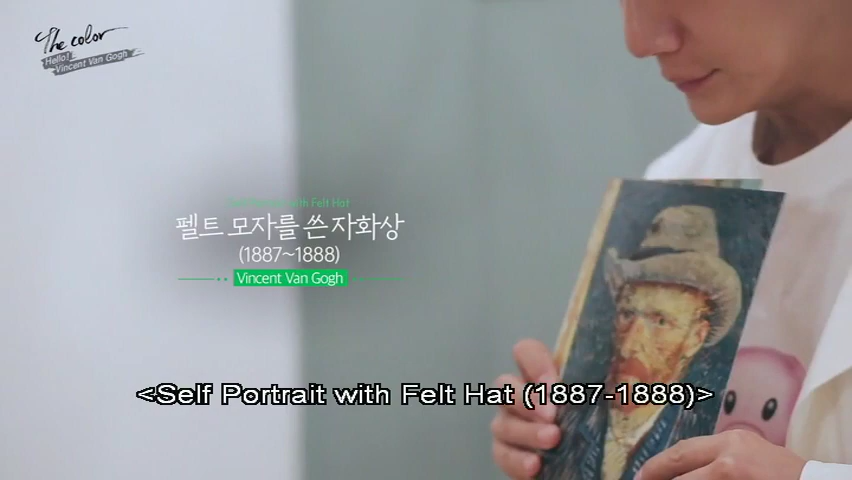 The color
Hello!
Vincent Van Gogh
Self Portrait with Felt Hat
펠트 모자를 쓴 자화상
(1887~1888)
Vincent Van Gogh
<Self Portrait with Felt Hat (1887-1888)>